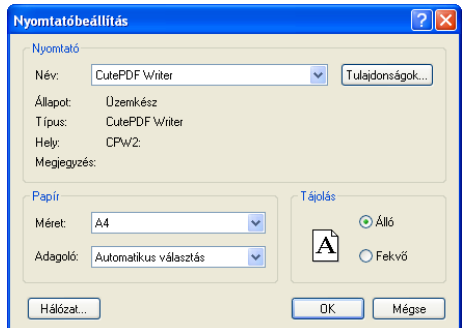 Nyomtatóbeállítás
Nyomtató
Név: CutePDF Writer Tulajdonságok...
Állapot: Üzemkész
Típus: CutePDF Writer
Hely: CPW2:
Megjegyzés:
Papír
Méret: A4
Adagoló: Automatikus választás
Tájolás
A
Álló
Fekvő
Hálózat... OK Mégse